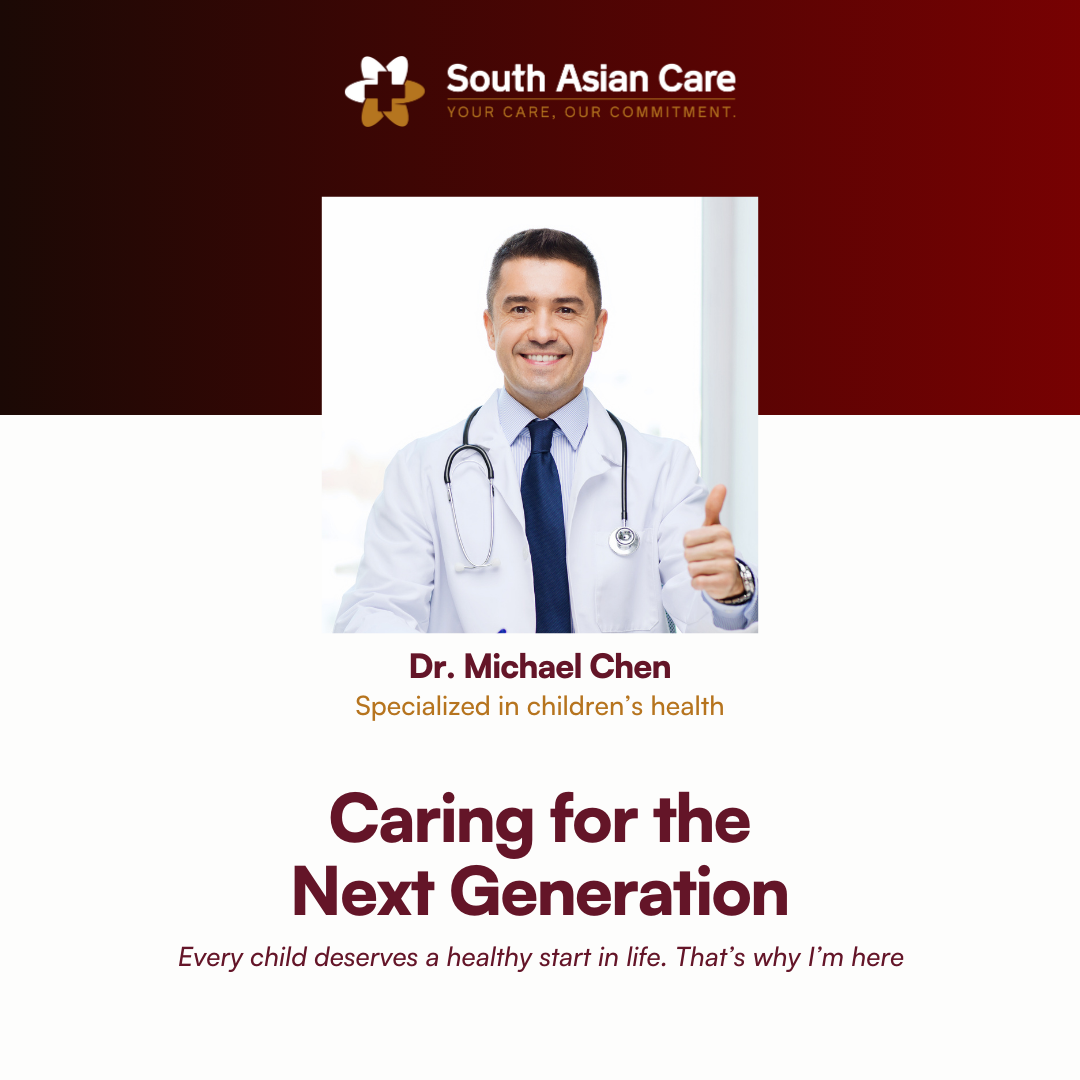 South Asian Care
YOUR CARE, OUR COMMITMENT.
Dr. Michael Chen
Specialized in children’s health
Caring for the
Next Generation
Every child deserves a healthy start in life. That’s why I’m here